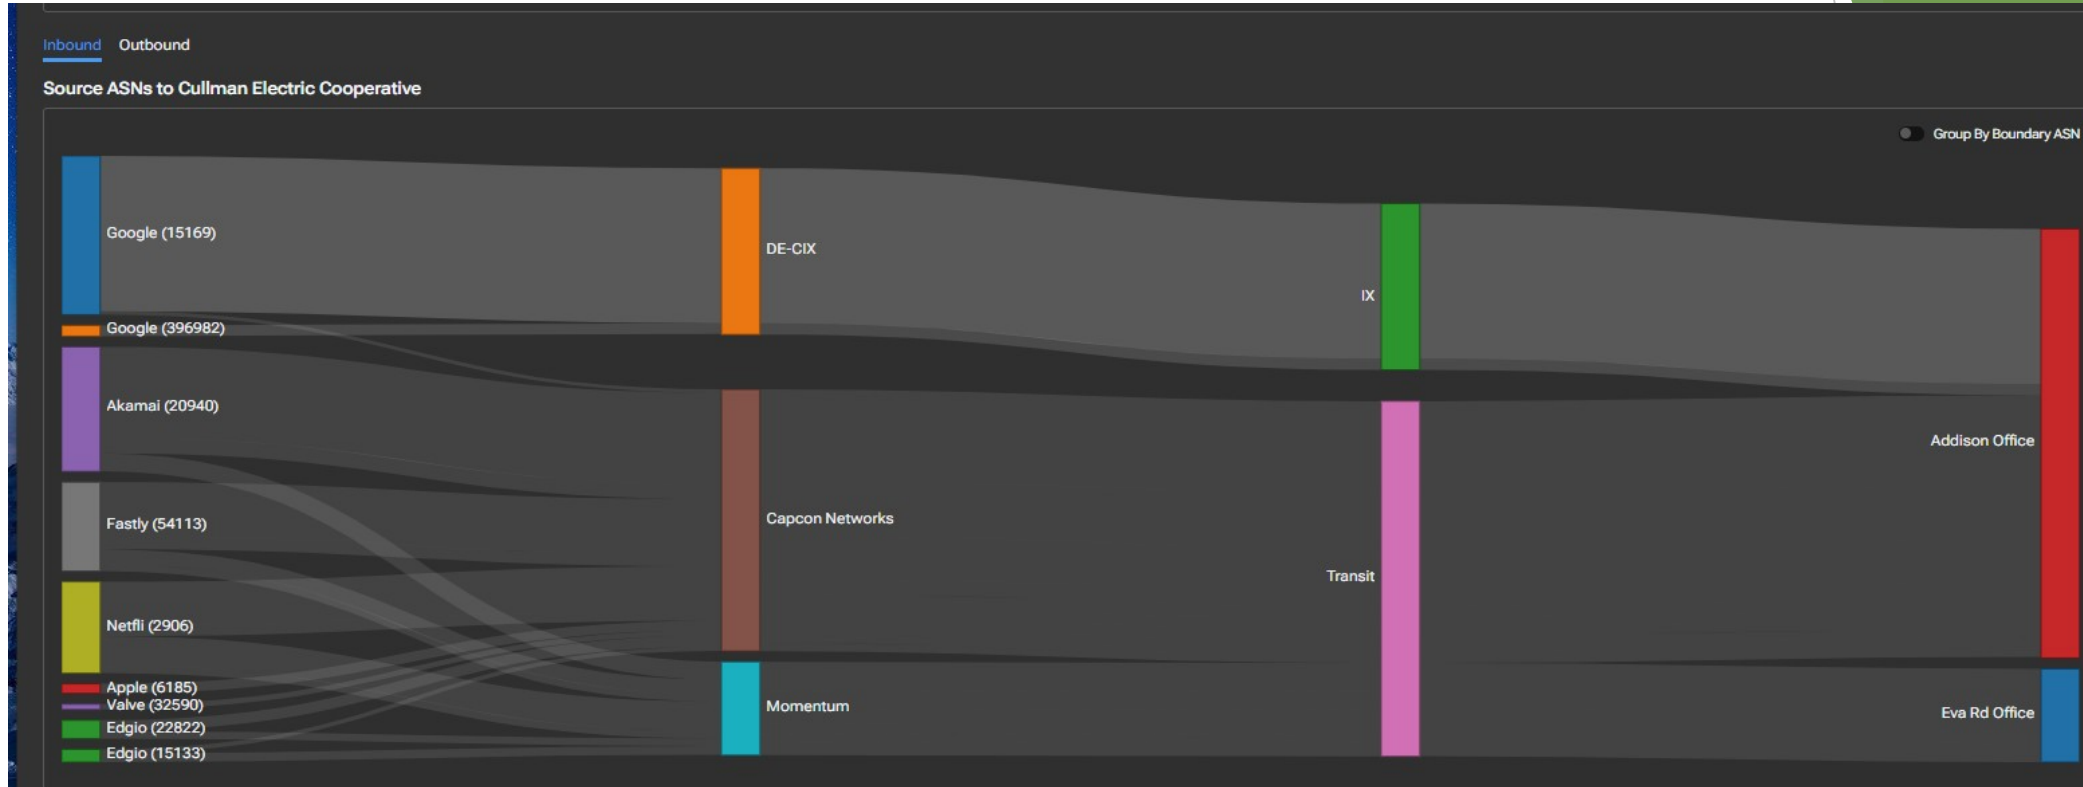 Inbound Outbound
Source ASNs to Cullman Electric Cooperative
Group By Boundary ASN
Google (15169)
DE-CIX
IX
Google (396982)
Akamai (20940)
Addison Office
Capcon Networks
Fastly (54113)
Transit
Netfli (2906)
Apple (6185)
Valve (32590)
Momentum
Eva Rd Office
Edgio (22822)
Edgio (15133)